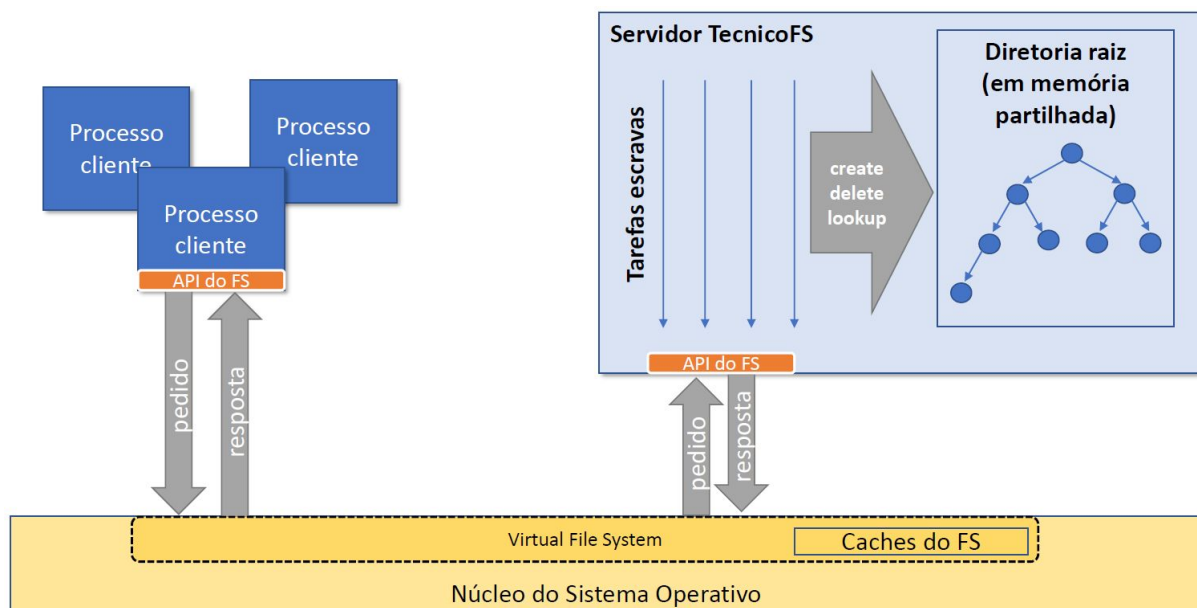 Processo
cliente
Processo
cliente
Processo
cliente
API do FS
pedido
resposta
Servidor TecnicoFS
Tarefas escravas
create
delete
lookup
Diretoria raiz
(em memória
partilhada)
API do FS
pedido
resposta
Virtual File System
Caches do FS
Núcleo do Sistema Operativo